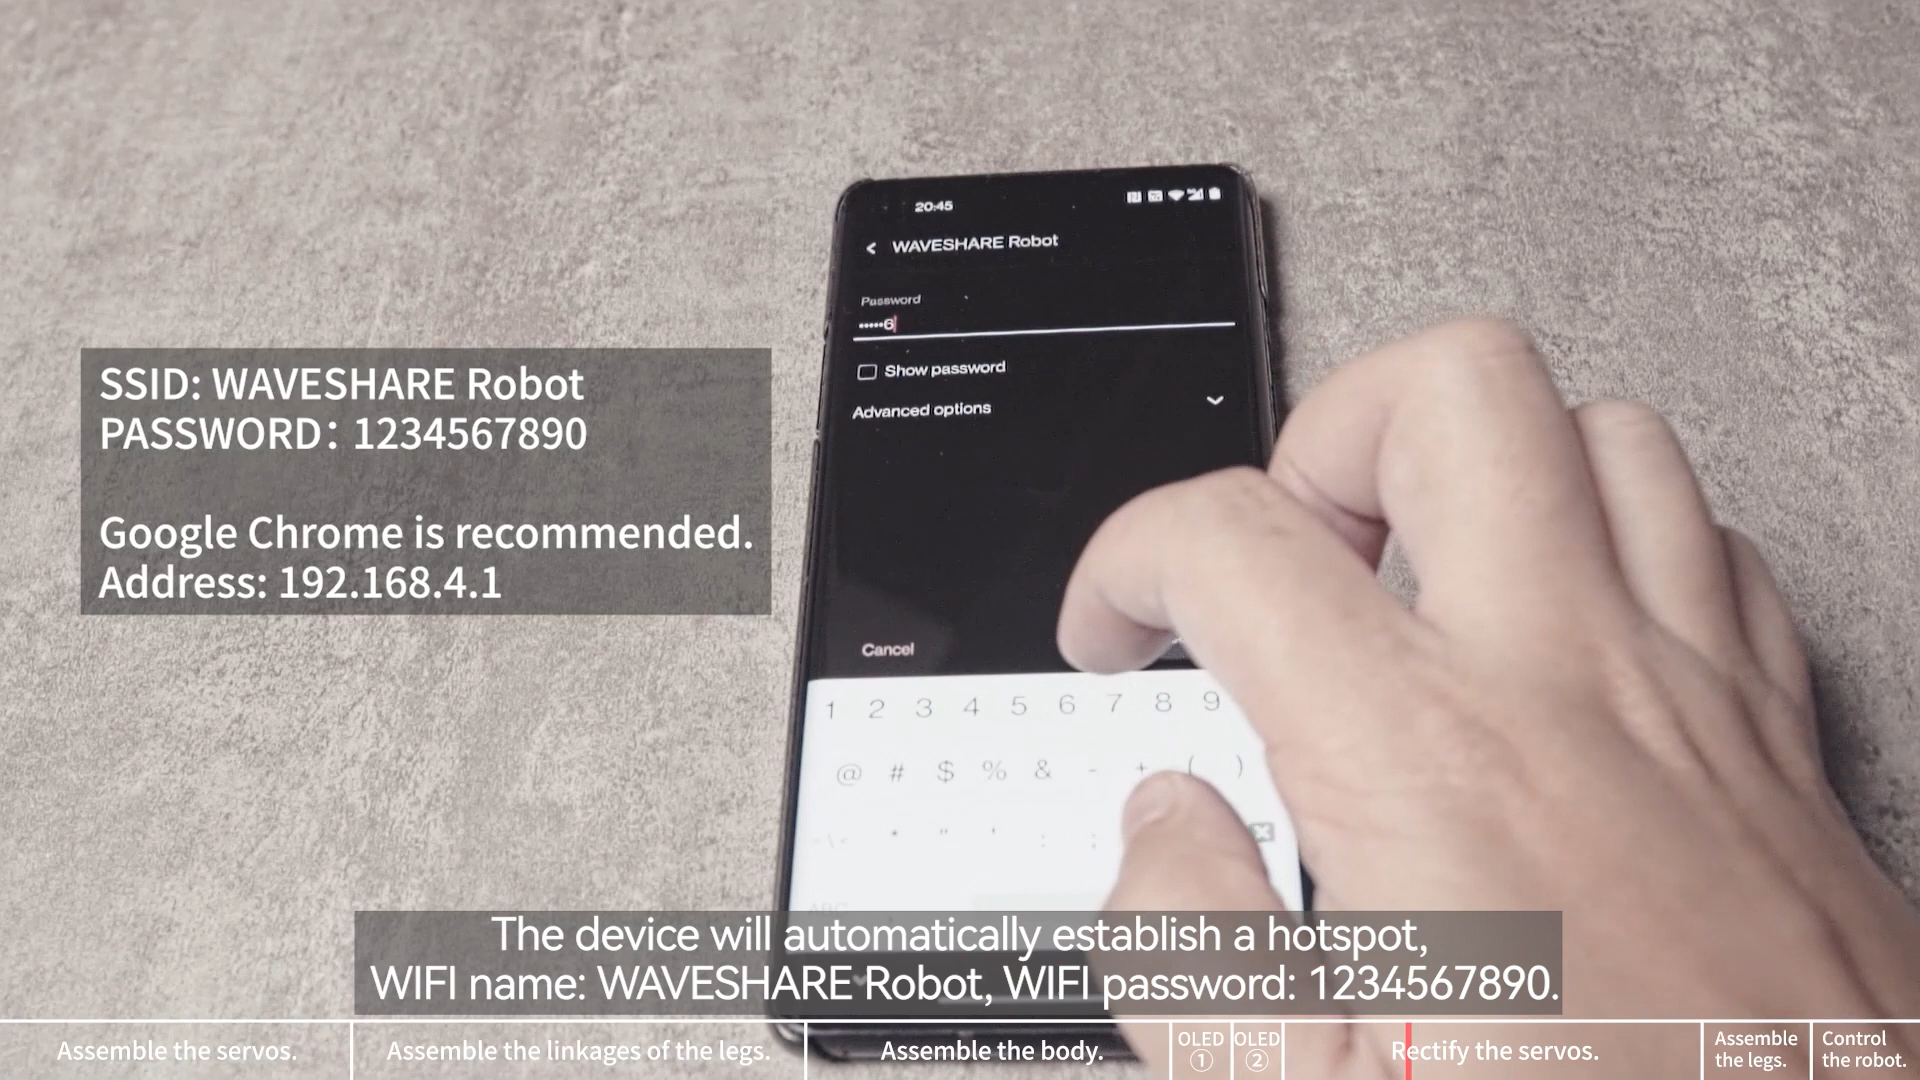 20:45
WAVESHARE Robot
Password
•••••6
Show password
Advanced options
SSID: WAVESHARE Robot
PASSWORD：1234567890
Google Chrome is recommended.
Address: 192.168.4.1
Cancel
1 2 3 4 5 6 7 8 9
@ # $ % & - + ( )
* " ' : ;
ABC
The device will automatically establish a hotspot,
WIFI name: WAVESHARE Robot, WIFI password: 1234567890.
Assemble the servos.
Assemble the linkages of the legs.
Assemble the body.
OLED
①
OLED
②
Rectify the servos.
Assemble
the legs.
Control
the robot.